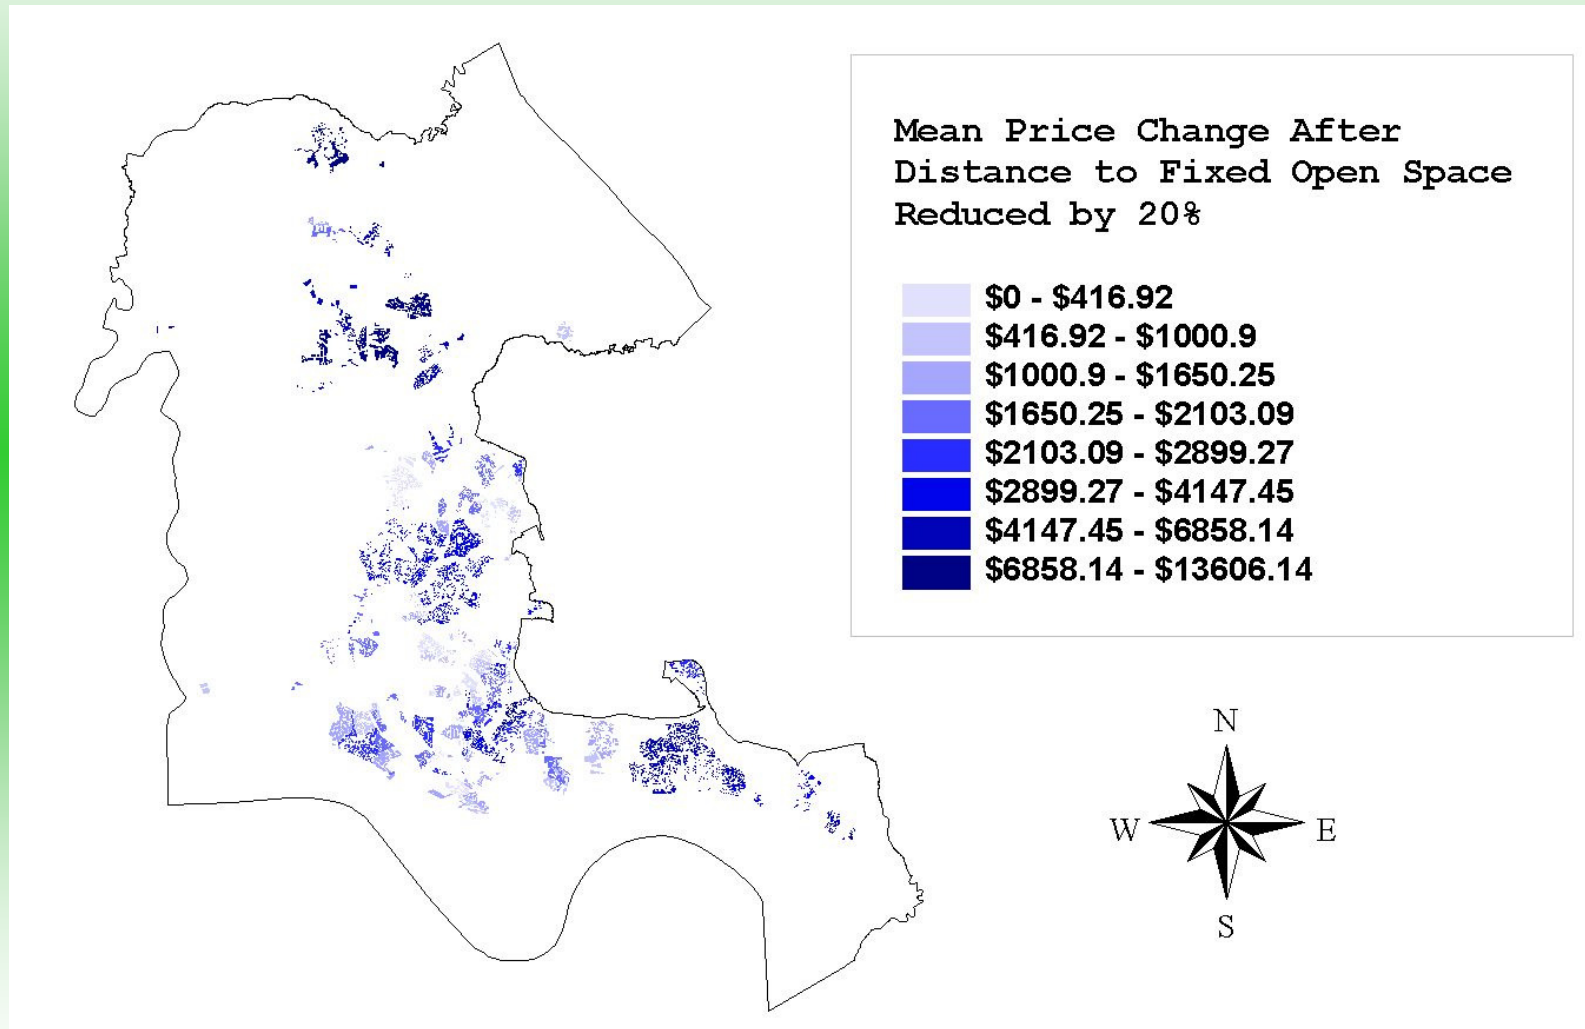 Mean Price Change After
Distance to Fixed Open Space
Reduced by 20%
$0 - $416.92
$416.92 - $1000.9
$1000.9 - $1650.25
$1650.25 - $2103.09
$2103.09 - $2899.27
$2899.27 - $4147.45
$4147.45 - $6858.14
$6858.14 - $13606.14
N
W E
S